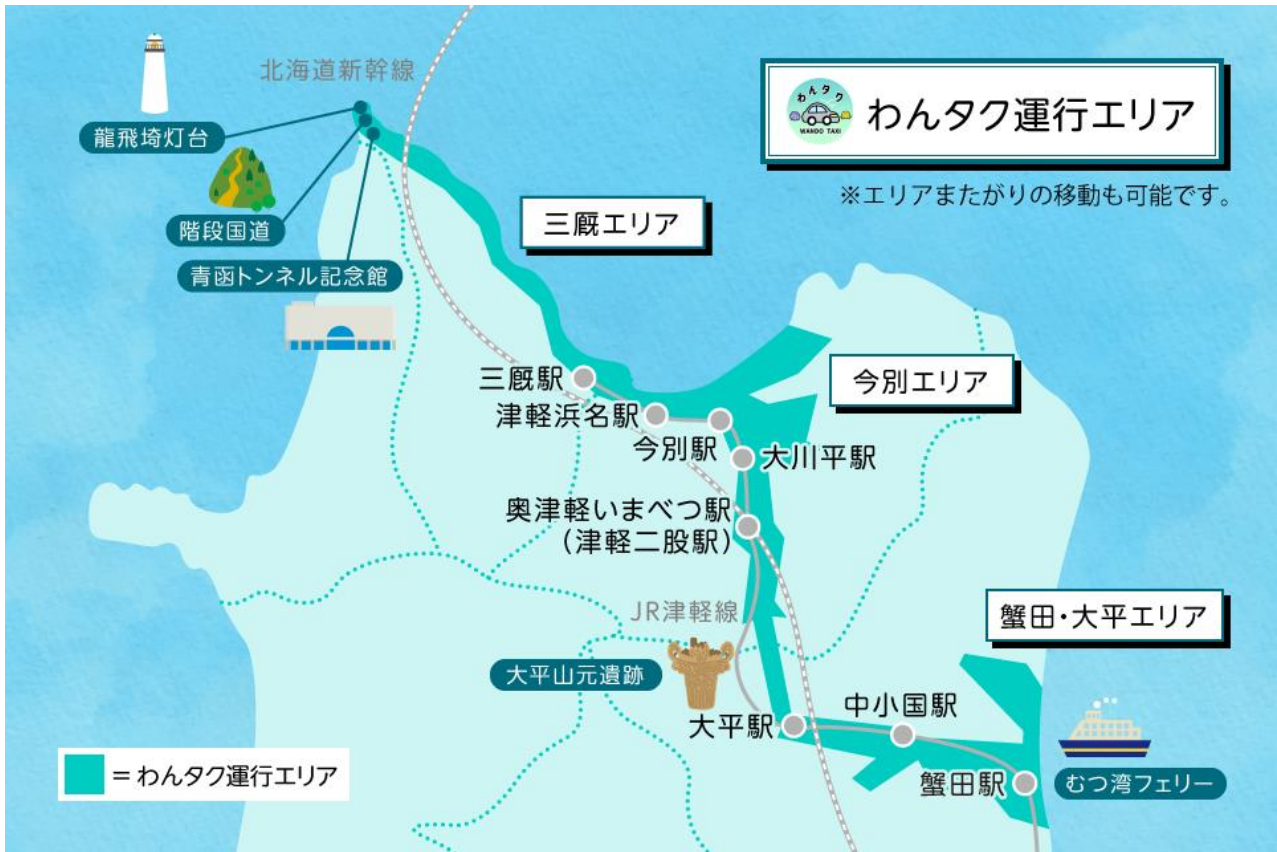 わんタク
WANDO TAXI
わんタク運行エリア
※エリアまたがりの移動も可能です。
北海道新幹線
龍飛埼灯台
階段国道
青函トンネル記念館
三厩エリア
今別エリア
三厩駅
津軽浜名駅
今別駅
大川平駅
奥津軽いまべつ駅
（津軽二股駅）
JR津軽線
蟹田・大平エリア
大平山元遺跡
大平駅
中小国駅
蟹田駅
むつ湾フェリー
＝わんタク運行エリア